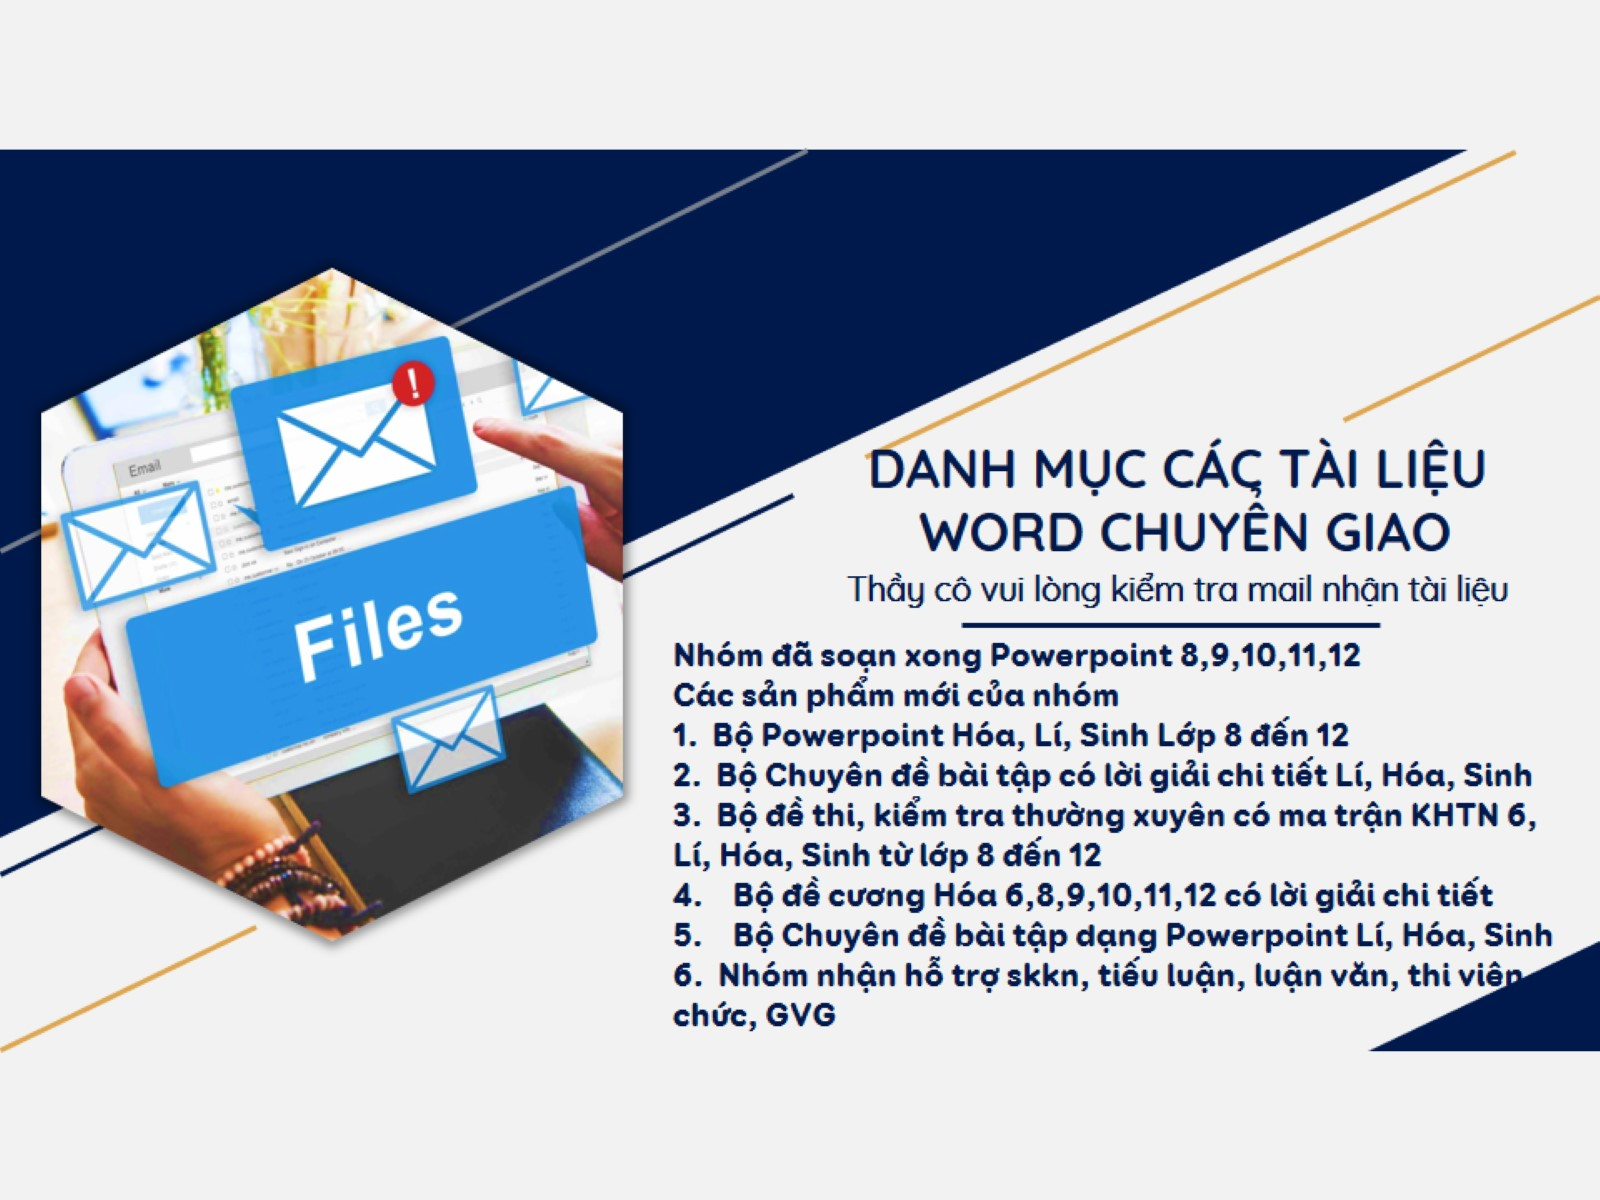 DANH MỤC CÁC TÀI LIỆU
WORD CHUYỂN GIAO
Thầy cô vui lòng kiểm tra mail nhận tài liệu
Nhóm đã soạn xong Powerpoint 8,9,10,11,12
Các sản phẩm mới của nhóm
1. Bộ Powerpoint Hóa, Lí, Sinh Lớp 8 đến 12
2. Bộ Chuyên đề bài tập có lời giải chi tiết Lí, Hóa, Sinh
3. Bộ đề thi, kiểm tra thường xuyên có ma trận KHTN 6,
Lí, Hóa, Sinh từ lớp 8 đến 12
4. Bộ đề cương Hóa 6,8,9,10,11,12 có lời giải chi tiết
5. Bộ Chuyên đề bài tập dạng Powerpoint Lí, Hóa, Sinh
6. Nhóm nhận hỗ trợ skkn, tiểu luận, luận văn, thi viên
chức, GVG
Email
Files